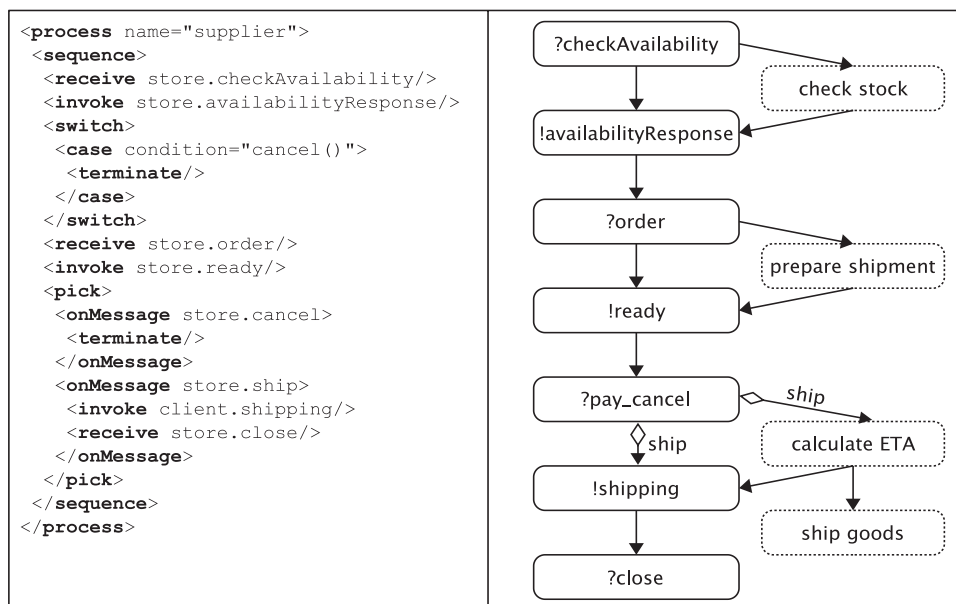 <process name="supplier">
<sequence>
<receive store.checkAvailability/>
<invoke store.availabilityResponse/>
<switch>
<case condition="cancel()">
<terminate/>
</case>
</switch>
<receive store.order/>
<invoke store.ready/>
<pick>
<onMessage store.cancel>
<terminate/>
</onMessage>
<onMessage store.ship>
<invoke client.shipping/>
<receive store.close/>
</onMessage>
</pick>
</sequence>
</process>
?checkAvailability
check stock
!availabilityResponse
?order
prepare shipment
!ready
?pay_cancel
ship
ship
calculate ETA
!shipping
ship goods
?close